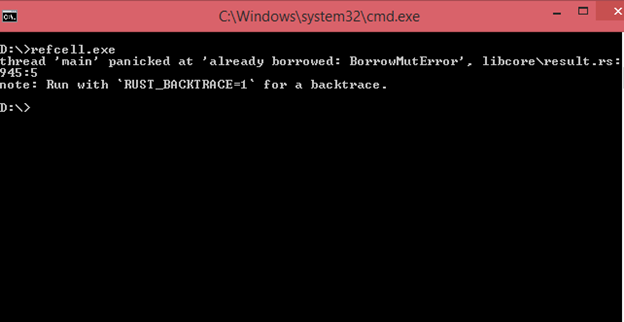 C:\Windows\system32\cmd.exe
D:\>refcell.exe
thread 'main' panicked at 'already borrowed: BorrowMutError', libcore\result.rs:
945:5
note: Run with `RUST_BACKTRACE=1` for a backtrace.
D:\>